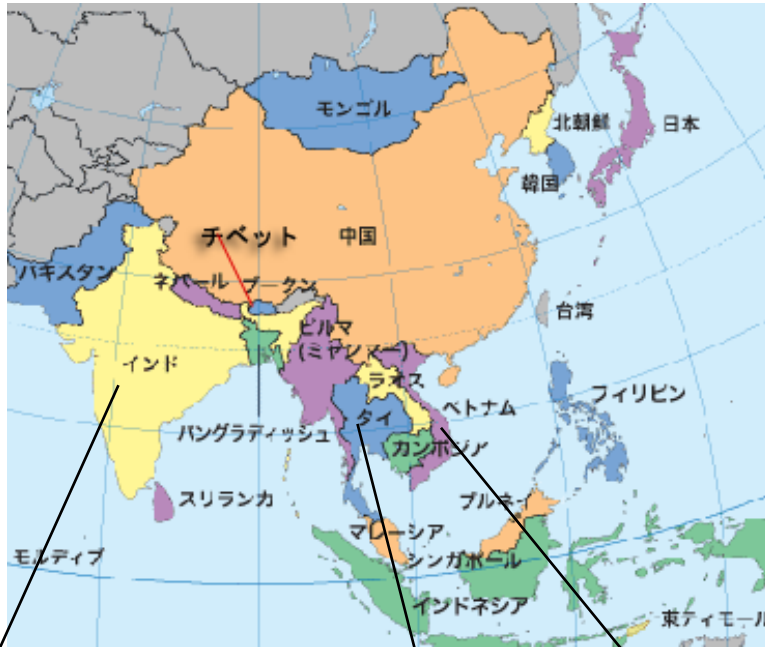 モンゴル
北朝鮮
日本
韓国
チベット
中国
パキスタン
ネパール
ブータン
台湾
ビルマ
(ミャンマー)
インド
ラオス
フィリピン
ベトナム
タイ
バングラディッシュ
カンボジア
スリランカ
ブルネイ
マレーシア
モルディブ
シンガポール
インドネシア
東ティモール